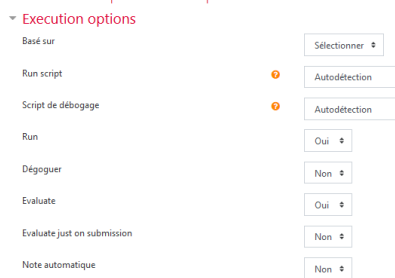 Execution options
Basé sur Sélectionner
Run script Autodétection
Script de débogage Autodétection
Run Oui
Dégoguer Non
Evaluate Oui
Evaluate just on submission Non
Note automatique Non